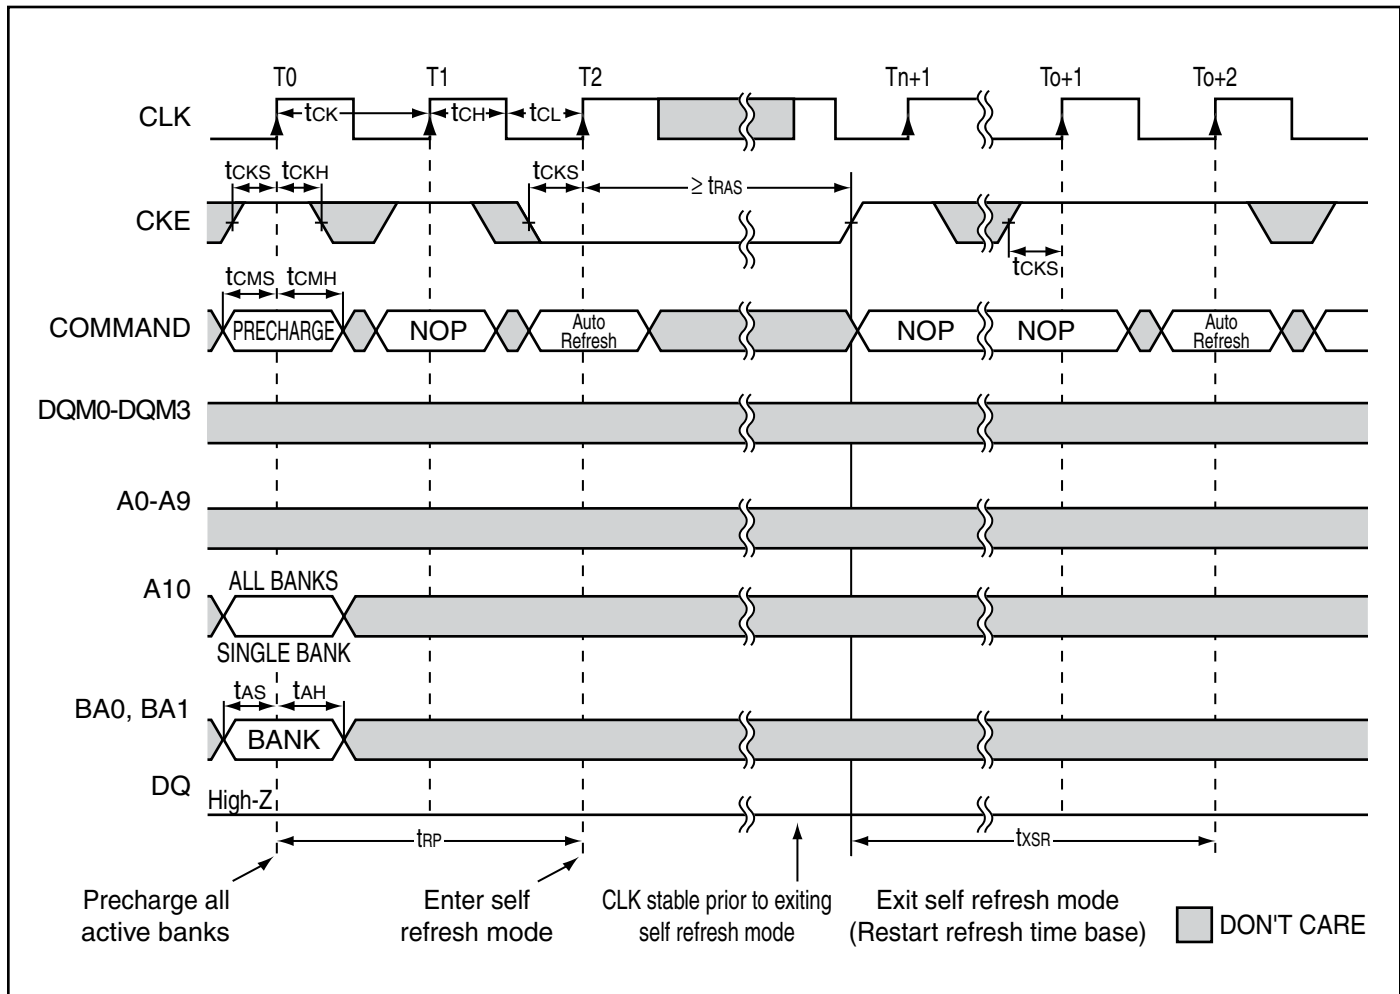 T0 T1 T2 Tn+1 To+1 To+2
CLK
tCK tCH tCL
tCKS tCKH tCKS ≥ tRAS
CKE
tCKS
tCMS tCMH
COMMAND PRECHARGE NOP Auto Refresh NOP NOP Auto Refresh
DQM0-DQM3
A0-A9
A10 ALL BANKS
SINGLE BANK
tAS tAH
BA0, BA1 BANK
DQ
High-Z
tRP tXSR
Precharge all
active banks
Enter self
refresh mode
CLK stable prior to exiting
self refresh mode
Exit self refresh mode
(Restart refresh time base)
DON'T CARE